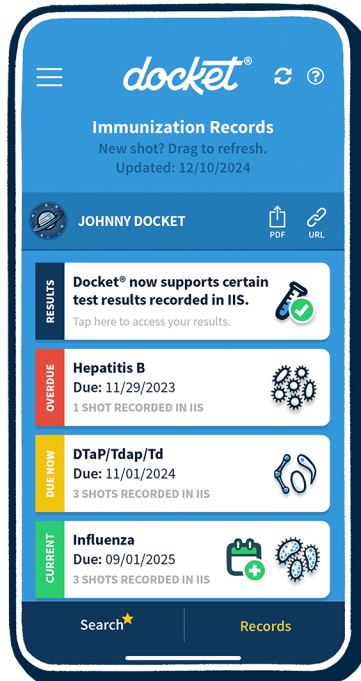 docket®
Immunization Records
New shot? Drag to refresh.
Updated: 12/10/2024
JOHNNY DOCKET
PDF
URL
RESULTS
Docket® now supports certain
test results recorded in IIS.
Tap here to access your results.
OVERDUE
Hepatitis B
Due: 11/29/2023
1 SHOT RECORDED IN IIS
DUE NOW
DTaP/Tdap/Td
Due: 11/01/2024
3 SHOTS RECORDED IN IIS
CURRENT
Influenza
Due: 09/01/2025
3 SHOTS RECORDED IN IIS
Search
Records